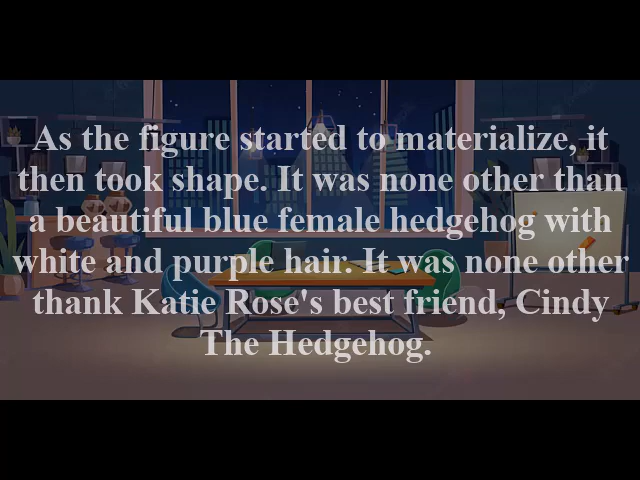 As the figure started to materialize, it
then took shape. It was none other than
a beautiful blue female hedgehog with
white and purple hair. It was none other
thank Katie Rose's best friend, Cindy
The Hedgehog.